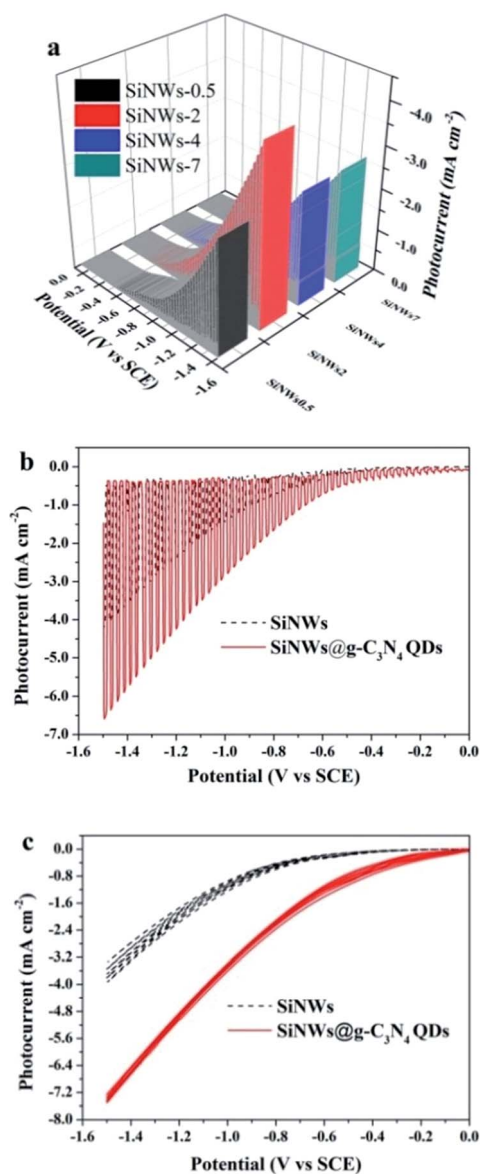 a
SiNWs-0.5
SiNWs-2
SiNWs-4
SiNWs-7
-4.0
-3.0
-2.0
-1.0
0.0
Photocurrent (mA cm⁻²)
0.0
-0.2
-0.4
-0.6
-0.8
-1.0
-1.2
-1.4
-1.6
Potential (V vs SCE)
SiNWs7
SiNWs4
SiNWs2
SiNWs0.5
b
0.0
-1.0
-2.0
-3.0
-4.0
-5.0
-6.0
-7.0
Photocurrent (mA cm⁻²)
SiNWs
SiNWs@g-C₃N₄ QDs
-1.6 -1.4 -1.2 -1.0 -0.8 -0.6 -0.4 -0.2 0.0
Potential (V vs SCE)
c
0.0
-0.8
-1.6
-2.4
-3.2
-4.0
-4.8
-5.6
-6.4
-7.2
-8.0
Photocurrent (mA cm⁻²)
SiNWs
SiNWs@g-C₃N₄ QDs
-1.6 -1.4 -1.2 -1.0 -0.8 -0.6 -0.4 -0.2 0.0
Potential (V vs SCE)